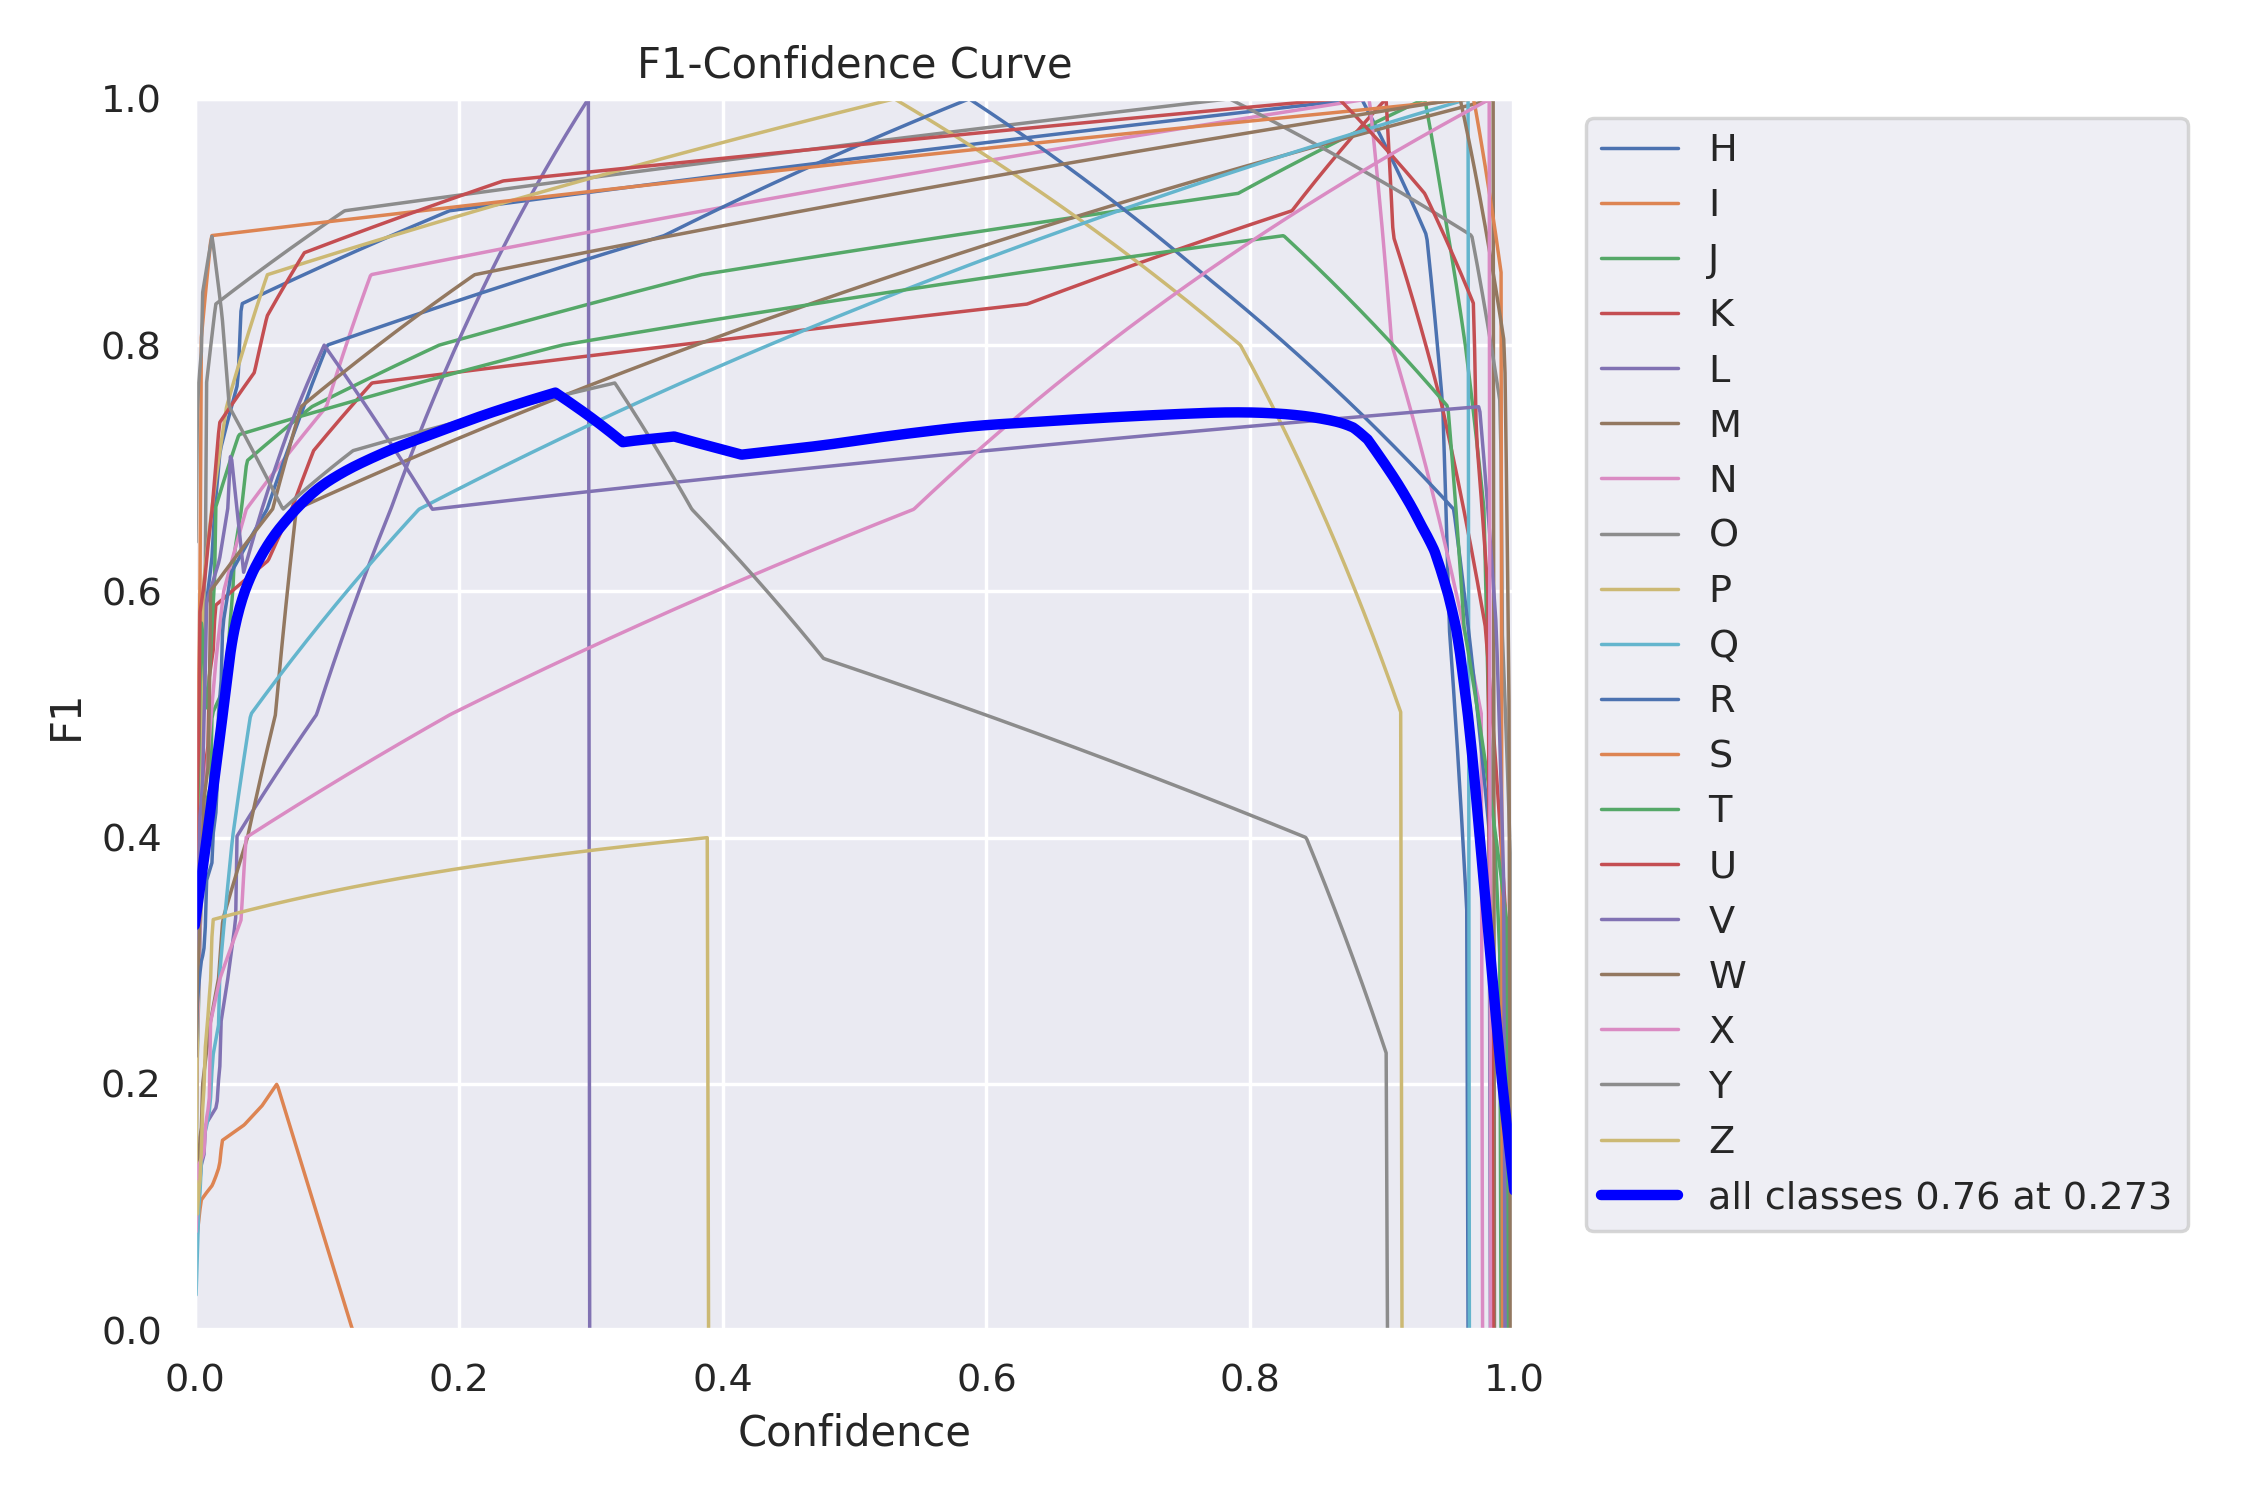 F1-Confidence Curve
1.0
0.8
0.6
0.4
0.2
0.0
F1
0.0 0.2 0.4 0.6 0.8 1.0
Confidence
H
I
J
K
L
M
N
O
P
Q
R
S
T
U
V
W
X
Y
Z
all classes 0.76 at 0.273